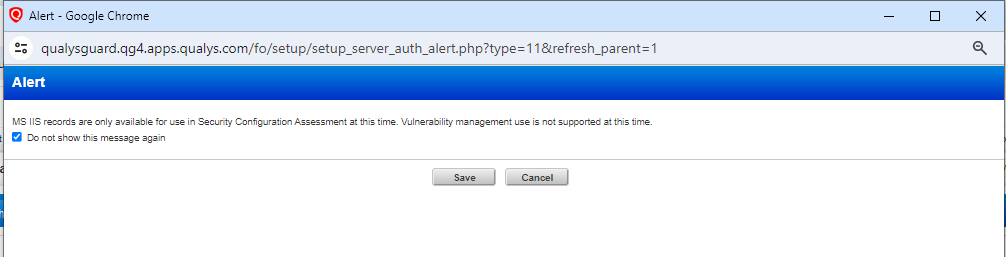 Alert - Google Chrome
qualysguard.qg4.apps.qualys.com/fo/setup/setup_server_auth_alert.php?type=11&refresh_parent=1
Alert
MS IIS records are only available for use in Security Configuration Assessment at this time. Vulnerability management use is not supported at this time.
Do not show this message again
Save Cancel